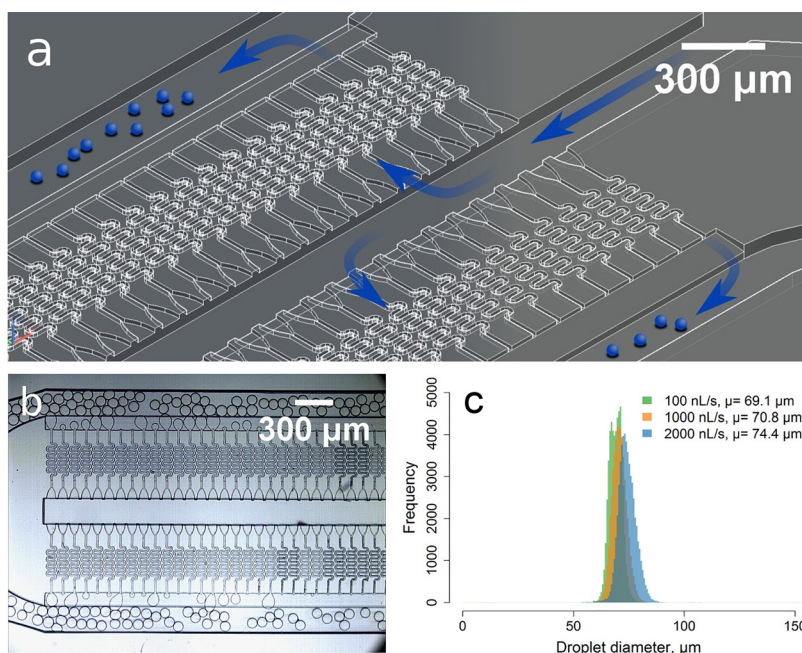 a
300 µm
b
300 µm
c
5000
4000
3000
2000
1000
0
Frequency
100 nL/s, µ= 69.1 µm
1000 nL/s, µ= 70.8 µm
2000 nL/s, µ= 74.4 µm
0
50
100
150
Droplet diameter, µm